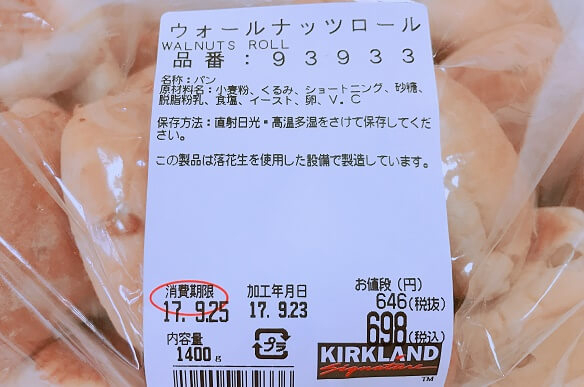 ウォールナッツロール
WALNUTS ROLL
品番:93933
名称:パン
原材料名:小麦粉、くるみ、ショートニング、砂糖、
脱脂粉乳、食塩、イースト、卵、V.C
保存方法:直射日光・高温多湿をさけて保存してくだ
さい。
この製品は落花生を使用した設備で製造しています。
消費期限 加工年月日 お値段(円)
17. 9.25 17. 9.23 646(税抜)
698(税込)
内容量
1400g プラ
KIRKLAND
Signature
TM